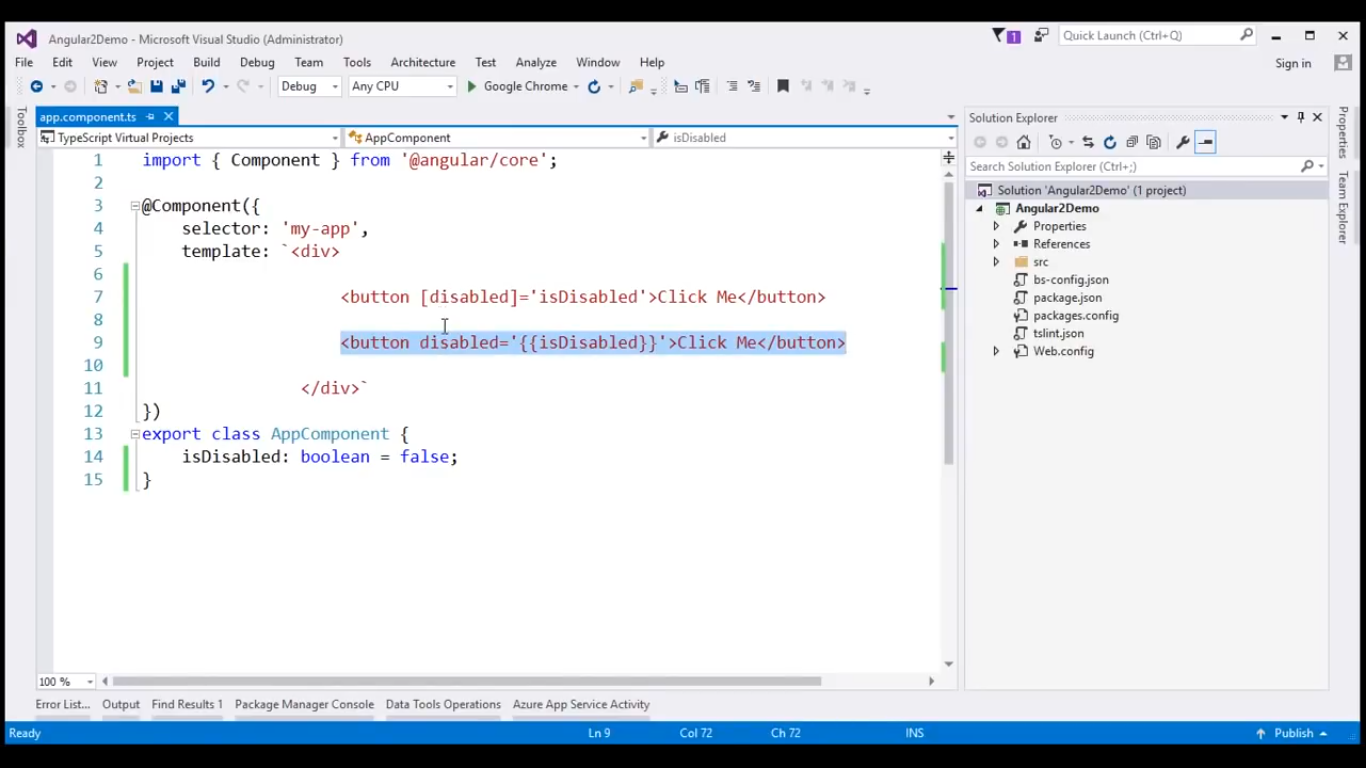 Angular2Demo - Microsoft Visual Studio (Administrator)
1
Quick Launch (Ctrl+Q)
File Edit View Project Build Debug Team Tools Architecture Test Analyze Window Help
Sign in
Debug Any CPU Google Chrome
Toolbox
app.component.ts
TypeScript Virtual Projects AppComponent isDisabled
1 import { Component } from '@angular/core';
2
3 @Component({
4 selector: 'my-app',
5 template: `<div>
6
7 <button [disabled]='isDisabled'>Click Me</button>
8
9 <button disabled='{{isDisabled}}'>Click Me</button>
10
11 </div>`
12 })
13 export class AppComponent {
14 isDisabled: boolean = false;
15 }
100 %
Solution Explorer
Search Solution Explorer (Ctrl+;)
Solution 'Angular2Demo' (1 project)
Angular2Demo
Properties
References
src
bs-config.json
package.json
packages.config
tslint.json
Web.config
Properties
Team Explorer
Error List... Output Find Results 1 Package Manager Console Data Tools Operations Azure App Service Activity
Ready Ln 9 Col 72 Ch 72 INS Publish